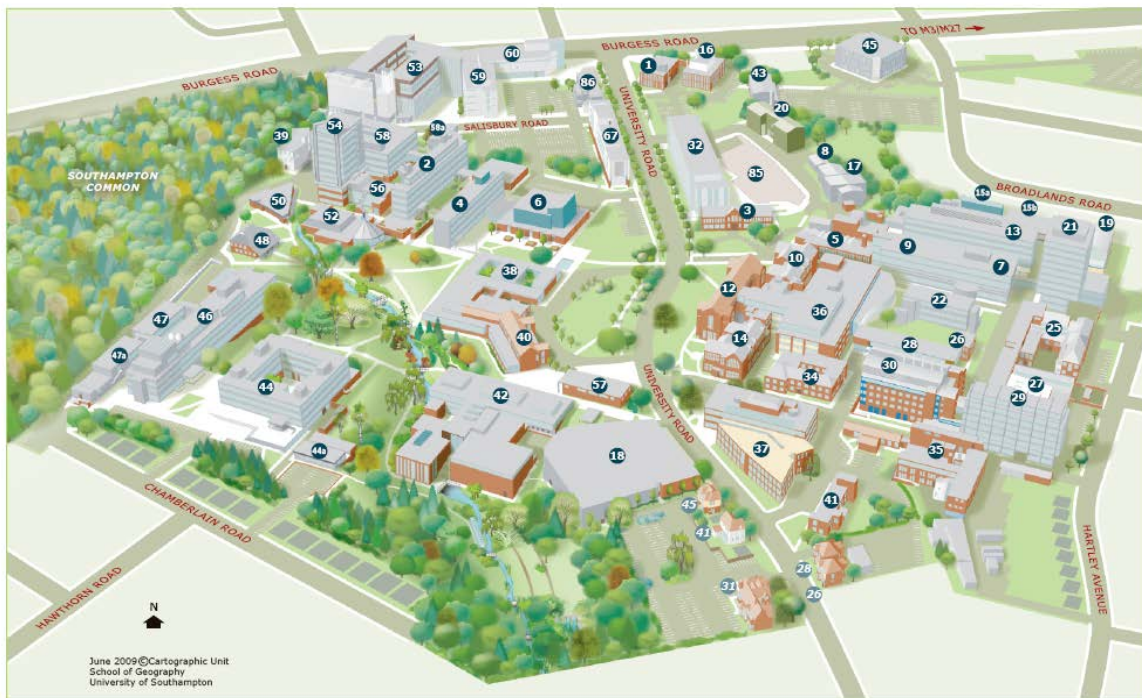 BURGESS ROAD
BURGESS ROAD
TO M3/M27
60
16
45
53
59
1
43
86
20
54
58
58a
SALISBURY ROAD
67
UNIVERSITY ROAD
32
39
2
8
SOUTHAMPTON
COMMON
56
85
17
50
4
6
3
15a
BROADLANDS ROAD
52
15b
19
48
5
9
13
21
10
7
38
12
47
46
36
22
25
40
14
28
26
47a
30
44
57
34
27
42
UNIVERSITY ROAD
29
44a
18
37
35
CHAMBERLAIN ROAD
45
41
41
HARTLEY AVENUE
28
31
26
HAWTHORN ROAD
N
June 2009©Cartographic Unit
School of Geography
University of Southampton